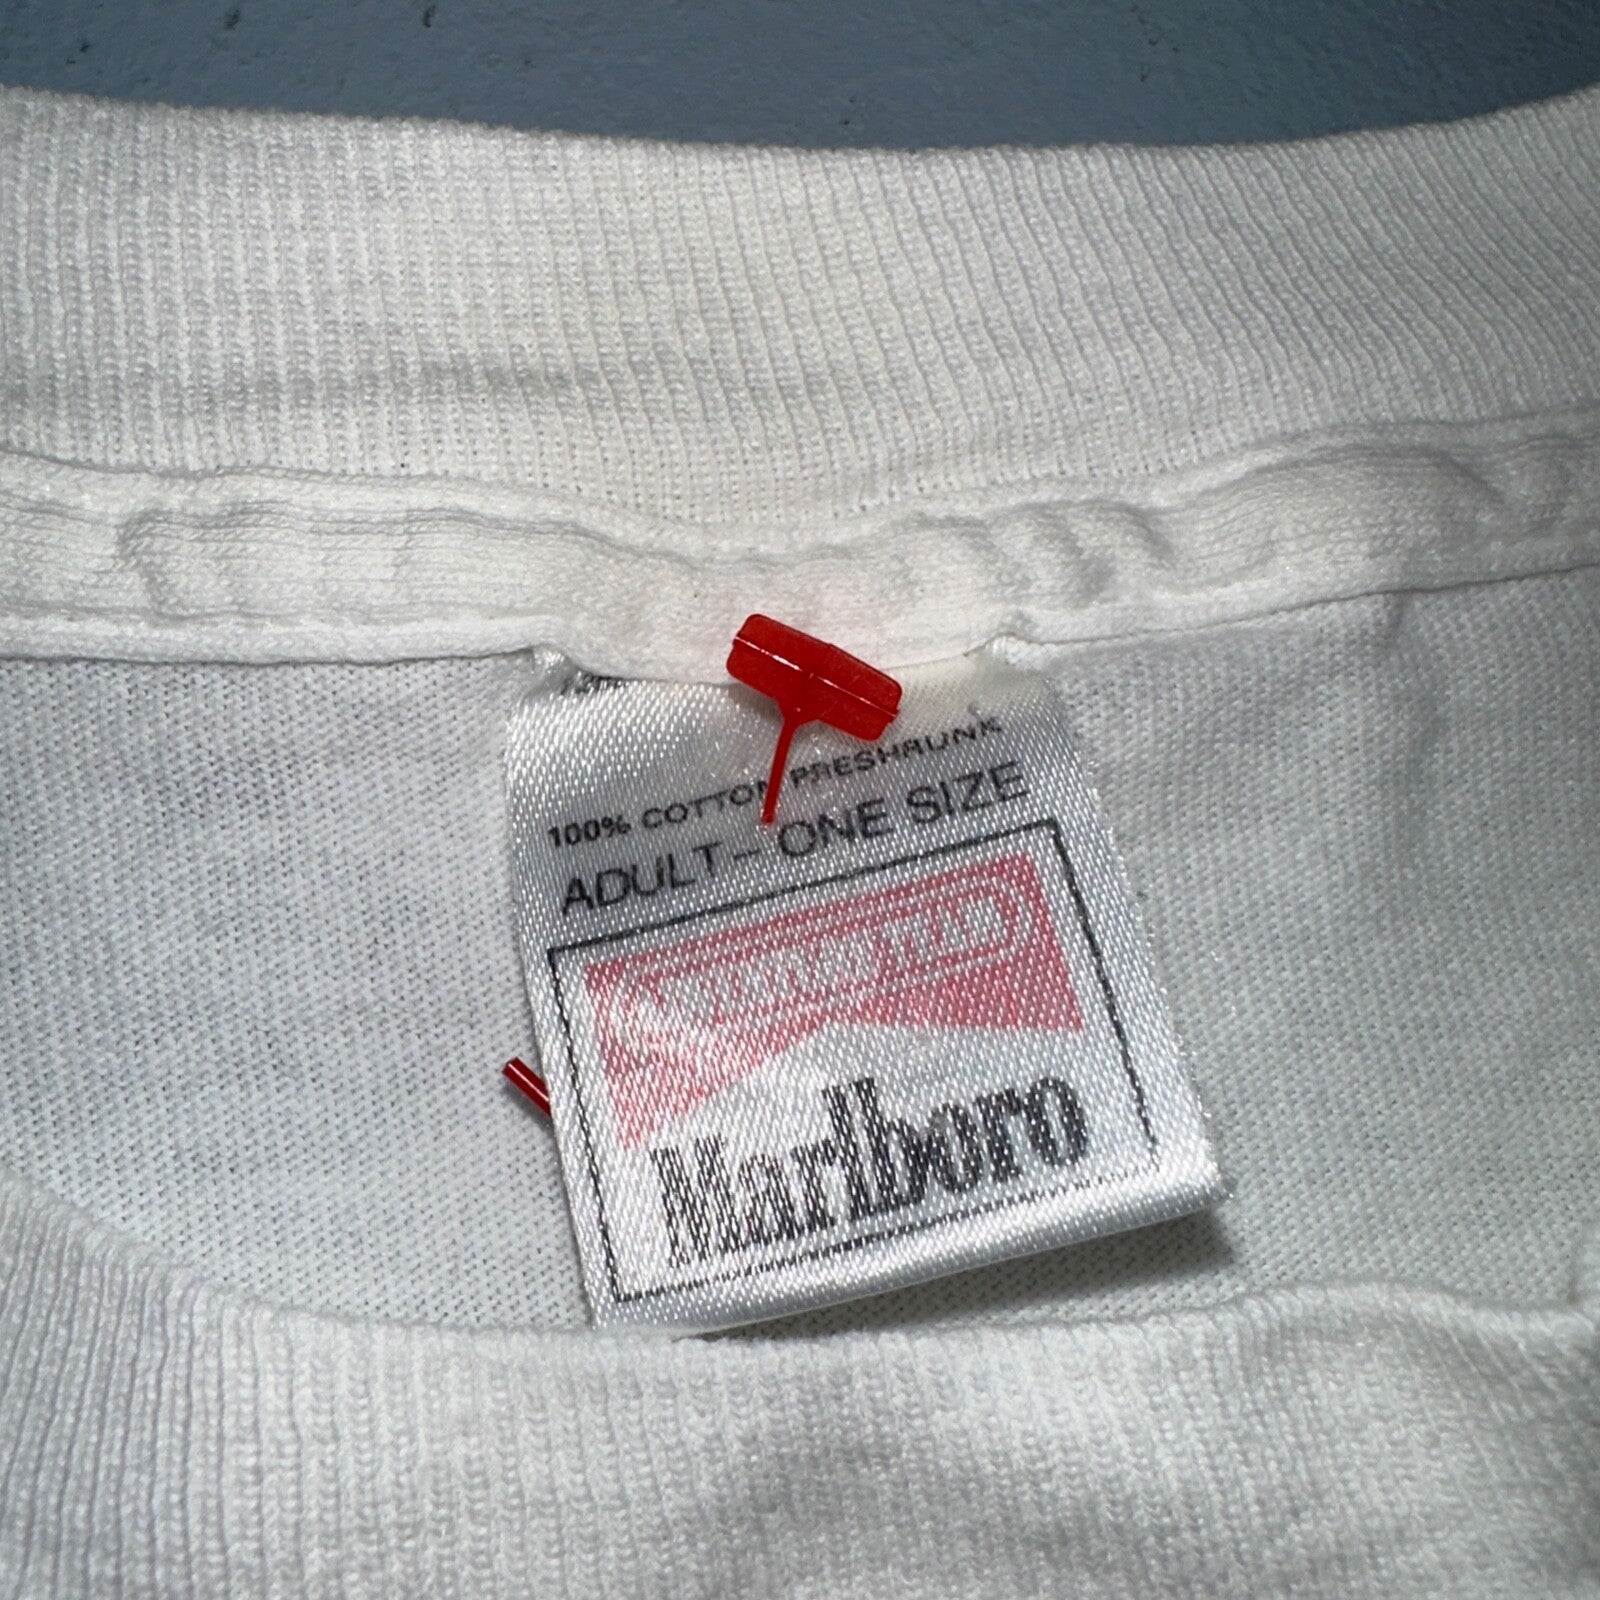 100% COTTON PRESHRUNK
ADULT - ONE SIZE
Marlboro